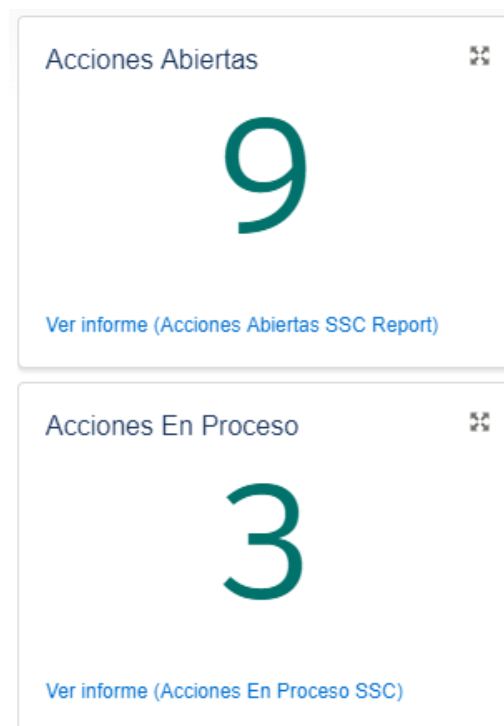 Acciones Abiertas
9
Ver informe (Acciones Abiertas SSC Report)
Acciones En Proceso
3
Ver informe (Acciones En Proceso SSC)